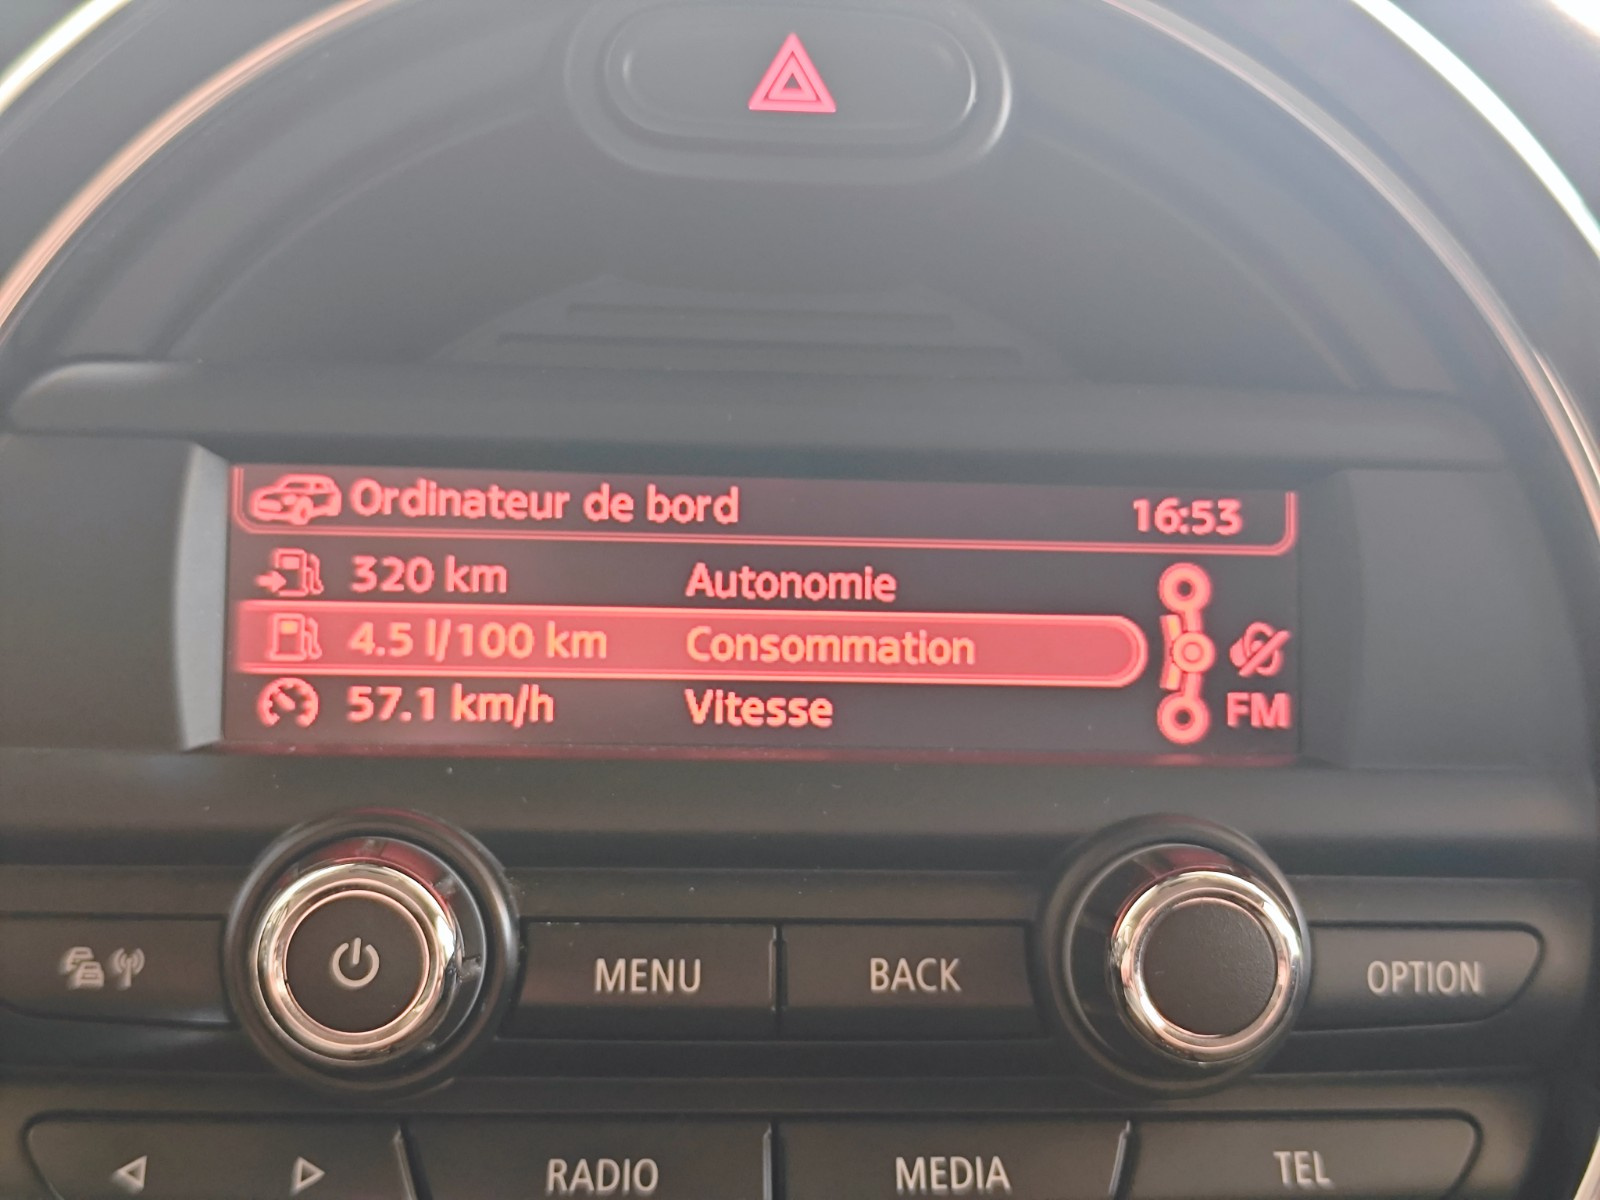 Ordinateur de bord 16:53
320 km Autonomie
4.5 l/100 km Consommation
57.1 km/h Vitesse FM
MENU BACK OPTION
RADIO MEDIA TEL